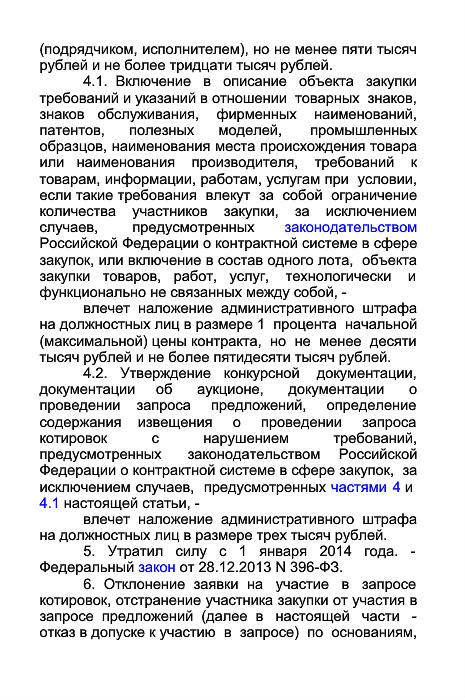 (подрядчиком, исполнителем), но не менее пяти тысяч
рублей и не более тридцати тысяч рублей.
4.1. Включение в описание объекта закупки
требований и указаний в отношении товарных знаков,
знаков обслуживания, фирменных наименований,
патентов, полезных моделей, промышленных
образцов, наименования места происхождения товара
или наименования производителя, требований к
товарам, информации, работам, услугам при условии,
если такие требования влекут за собой ограничение
количества участников закупки, за исключением
случаев, предусмотренных законодательством
Российской Федерации о контрактной системе в сфере
закупок, или включение в состав одного лота, объекта
закупки товаров, работ, услуг, технологически и
функционально не связанных между собой, -
влечет наложение административного штрафа
на должностных лиц в размере 1 процента начальной
(максимальной) цены контракта, но не менее десяти
тысяч рублей и не более пятидесяти тысяч рублей.
4.2. Утверждение конкурсной документации,
документации об аукционе, документации о
проведении запроса предложений, определение
содержания извещения о проведении запроса
котировок с нарушением требований,
предусмотренных законодательством Российской
Федерации о контрактной системе в сфере закупок, за
исключением случаев, предусмотренных частями 4 и
4.1 настоящей статьи, -
влечет наложение административного штрафа
на должностных лиц в размере трех тысяч рублей.
5. Утратил силу с 1 января 2014 года. -
Федеральный закон от 28.12.2013 N 396-ФЗ.
6. Отклонение заявки на участие в запросе
котировок, отстранение участника закупки от участия в
запросе предложений (далее в настоящей части -
отказ в допуске к участию в запросе) по основаниям,